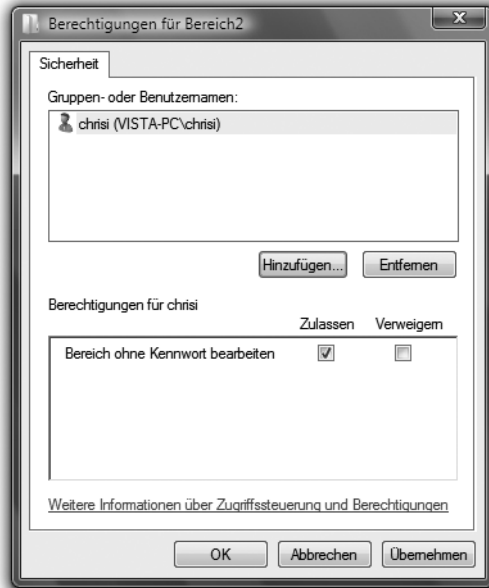 Berechtigungen für Bereich2
Sicherheit
Gruppen- oder Benutzernamen:
chrisi (VISTA-PC\chrisi)
Hinzufügen... Entfernen
Berechtigungen für chrisi
Zulassen Verweigern
Bereich ohne Kennwort bearbeiten
Weitere Informationen über Zugriffssteuerung und Berechtigungen
OK Abbrechen Übernehmen